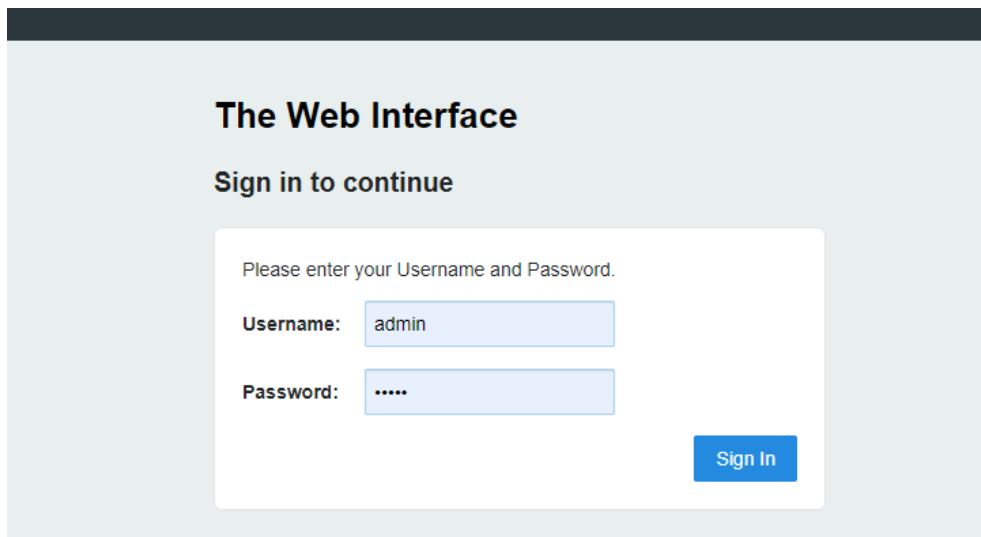 The Web Interface
Sign in to continue
Please enter your Username and Password.
Username: admin
Password: •••••
Sign In